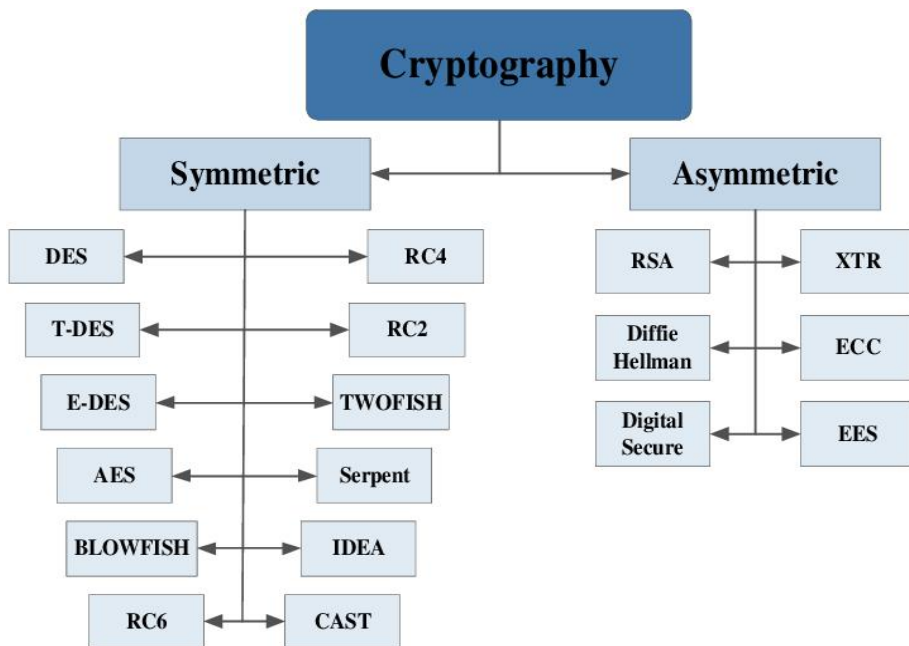 Cryptography
Symmetric
Asymmetric
DES
RC4
RSA
XTR
T-DES
RC2
Diffie
Hellman
ECC
E-DES
TWOFISH
Digital
Secure
EES
AES
Serpent
BLOWFISH
IDEA
RC6
CAST